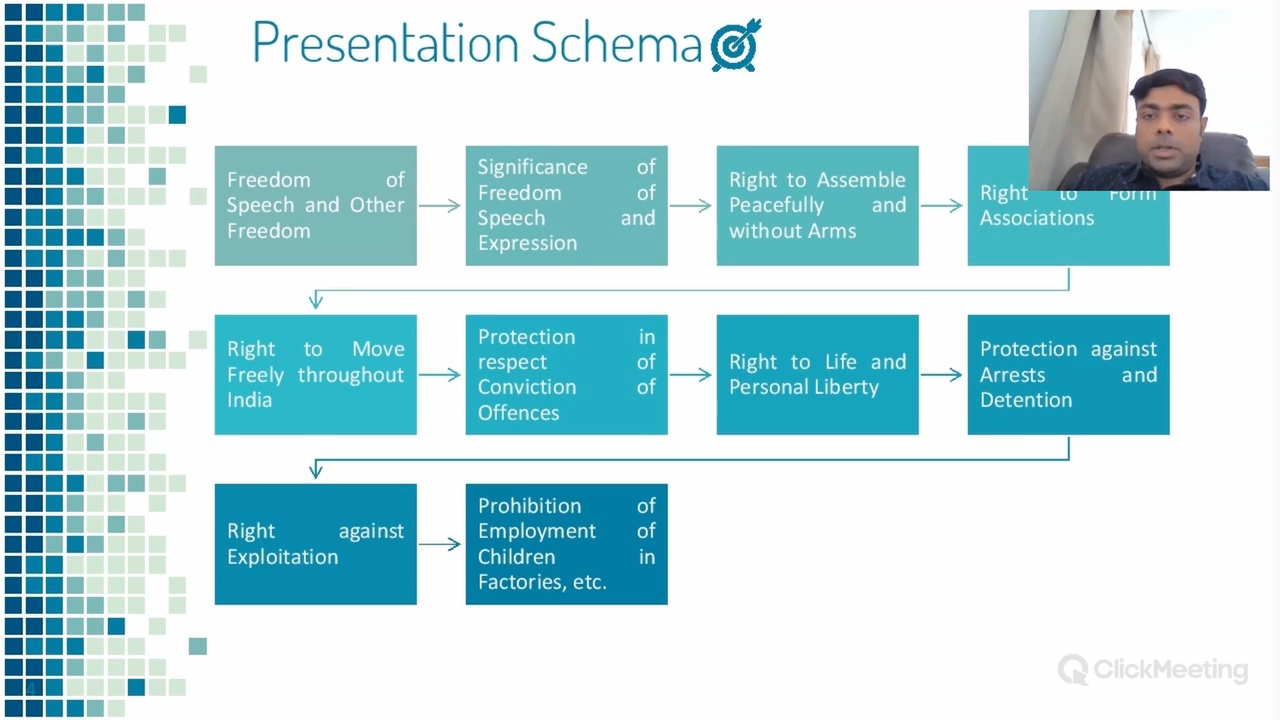 Presentation Schema
Freedom of
Speech and Other
Freedom
Significance of
Freedom of
Speech and
Expression
Right to Assemble
Peacefully and
without Arms
Right to Form
Associations
Right to Move
Freely throughout
India
Protection in
respect of
Conviction of
Offences
Right to Life and
Personal Liberty
Protection against
Arrests and
Detention
Right against
Exploitation
Prohibition of
Employment of
Children in
Factories, etc.
4
ClickMeeting